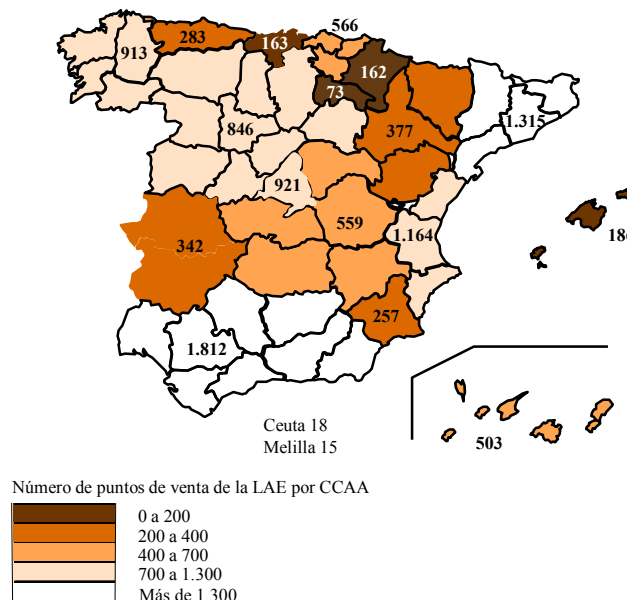 566
283
163
913
162
73
1.315
846
377
921
559
1.164
342
257
1.812
Ceuta 18
Melilla 15
503
Número de puntos de venta de la LAE por CCAA
0 a 200
200 a 400
400 a 700
700 a 1.300
Más de 1.300